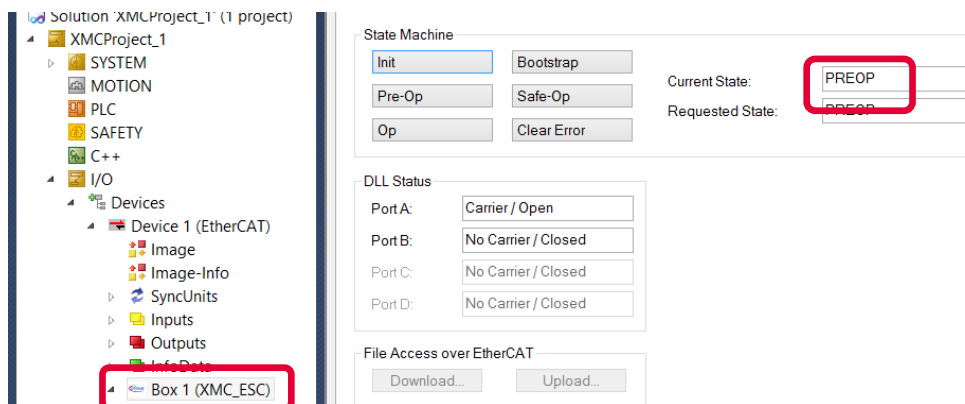 Solution 'XMCProject_1' (1 project)
XMCProject_1
SYSTEM
MOTION
PLC
SAFETY
C++
I/O
Devices
Device 1 (EtherCAT)
Image
Image-Info
SyncUnits
Inputs
Outputs
InfoData
Box 1 (XMC_ESC)
State Machine
Init
Bootstrap
Pre-Op
Safe-Op
Op
Clear Error
Current State:
PREOP
Requested State:
PREOP
DLL Status
Port A:
Carrier / Open
Port B:
No Carrier / Closed
Port C:
No Carrier / Closed
Port D:
No Carrier / Closed
File Access over EtherCAT
Download...
Upload...